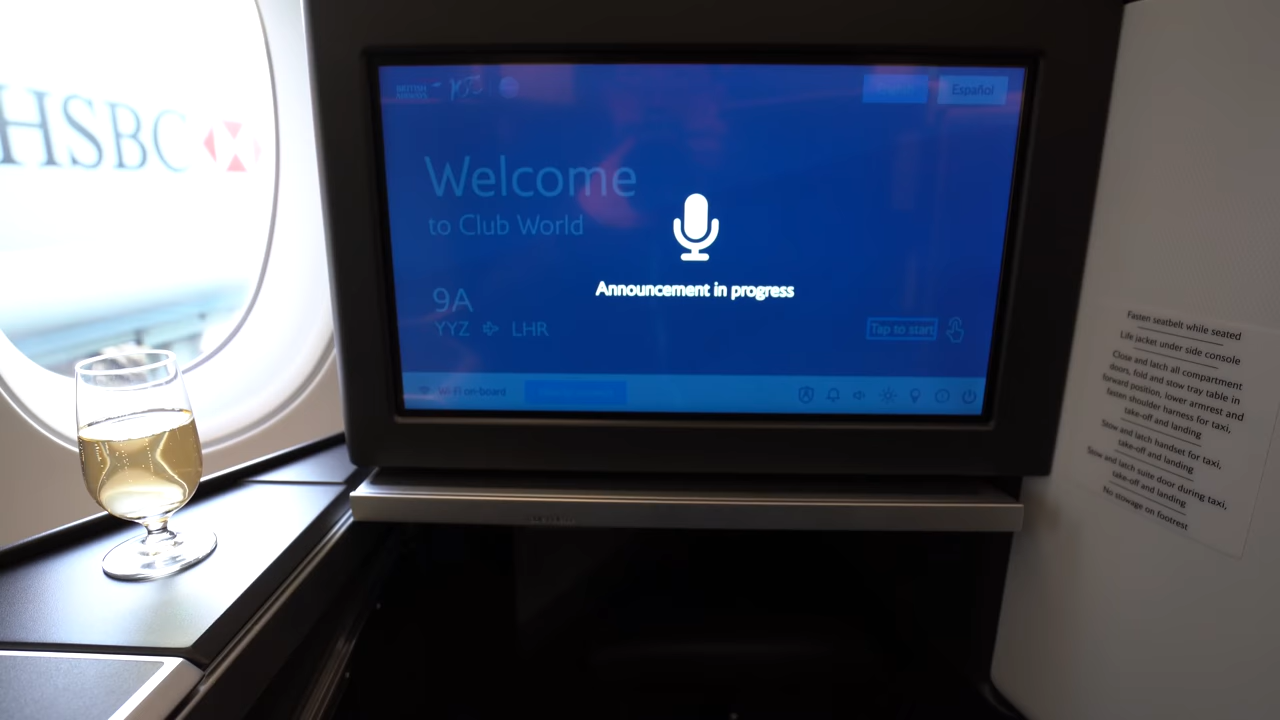 HSBC
BRITISH AIRWAYS
Español
Welcome
to Club World
Announcement in progress
9A
YYZ LHR
Tap to start
Wi-Fi on-board
Fasten seatbelt while seated
Life jacket under side console
Close and latch all compartment
doors, fold and stow tray table in
forward position, lower armrest and
fasten shoulder harness for taxi,
take-off and landing
Stow and latch handset for taxi,
take-off and landing
Stow and latch suite door during taxi,
take-off and landing
No stowage on footrest